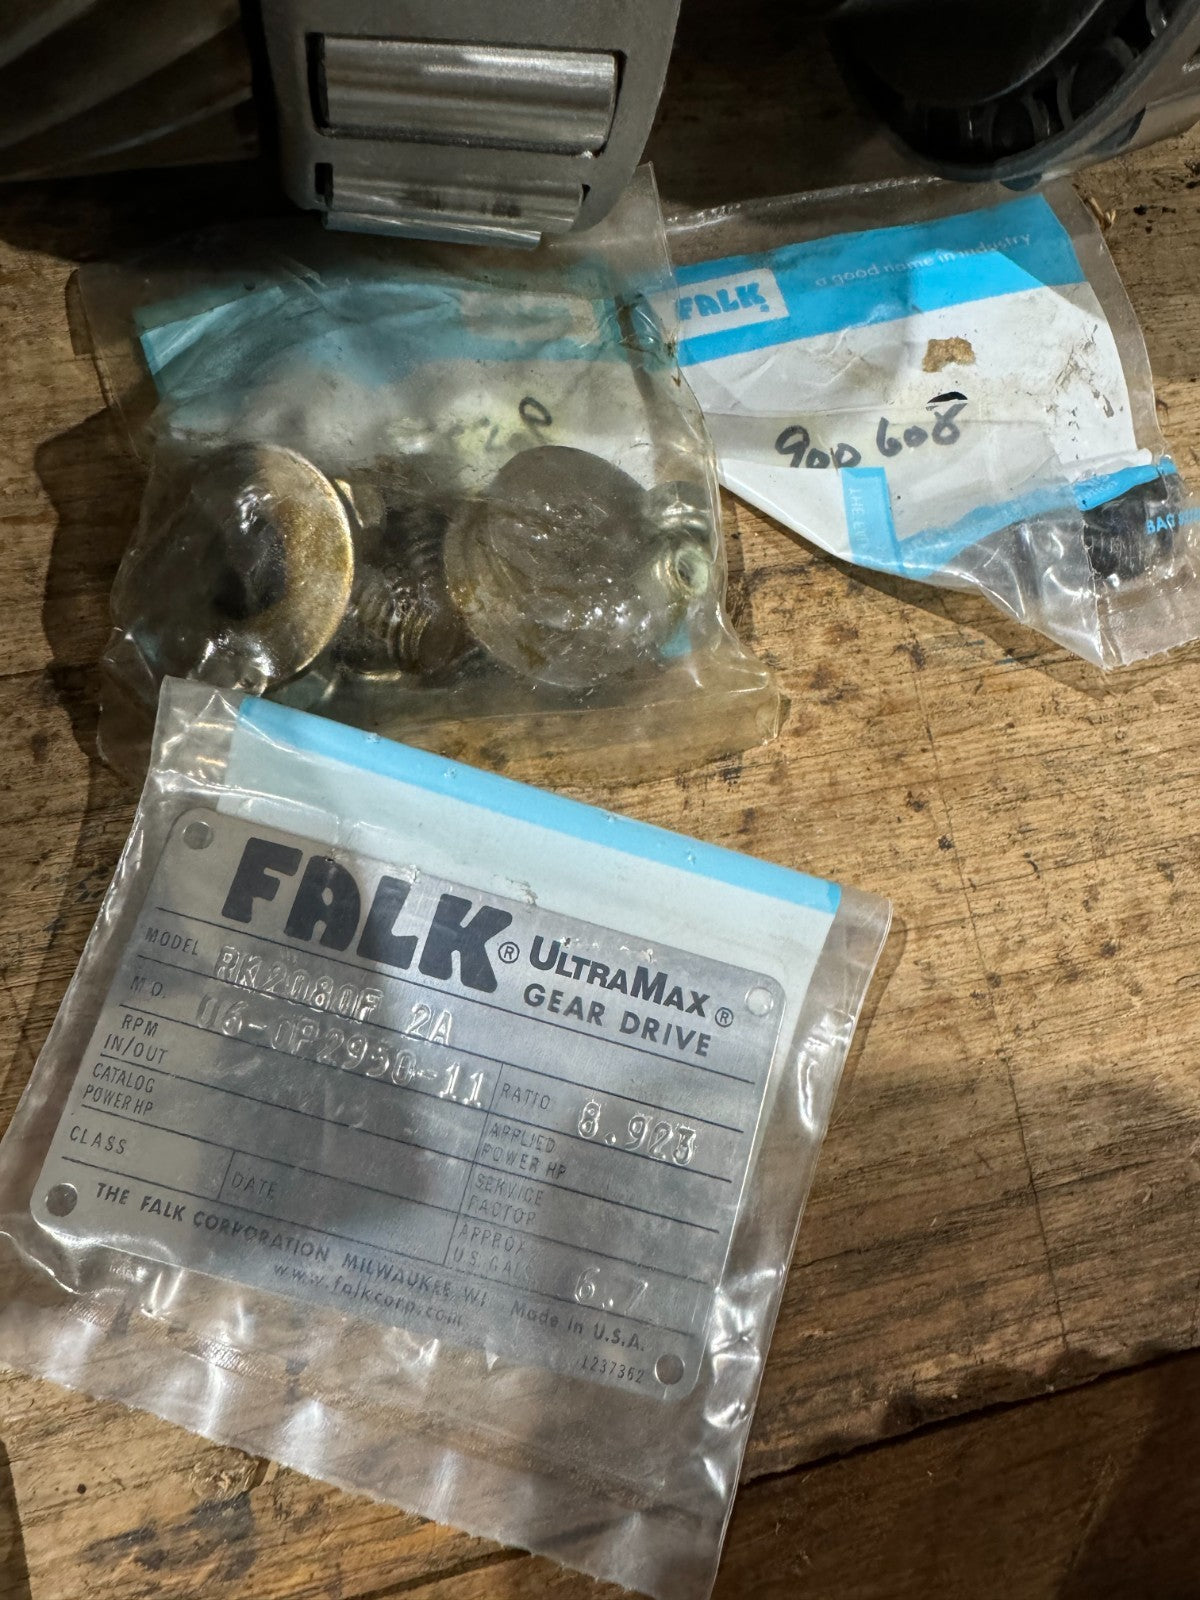 FALK
a good name in industry
900 608
BAG
FALK® ULTRAMAX®
GEAR DRIVE
MODEL RK2080F 2A
M.O. 06-0P2950-11
RPM
IN/OUT
RATIO 8.923
CATALOG
POWER HP
APPLIED
POWER HP
CLASS
SERVICE
FACTOR
DATE
APPROX
U.S. GALS 6.7
THE FALK CORPORATION MILWAUKEE WI Made in U.S.A.
www.falkcorp.com
1237362